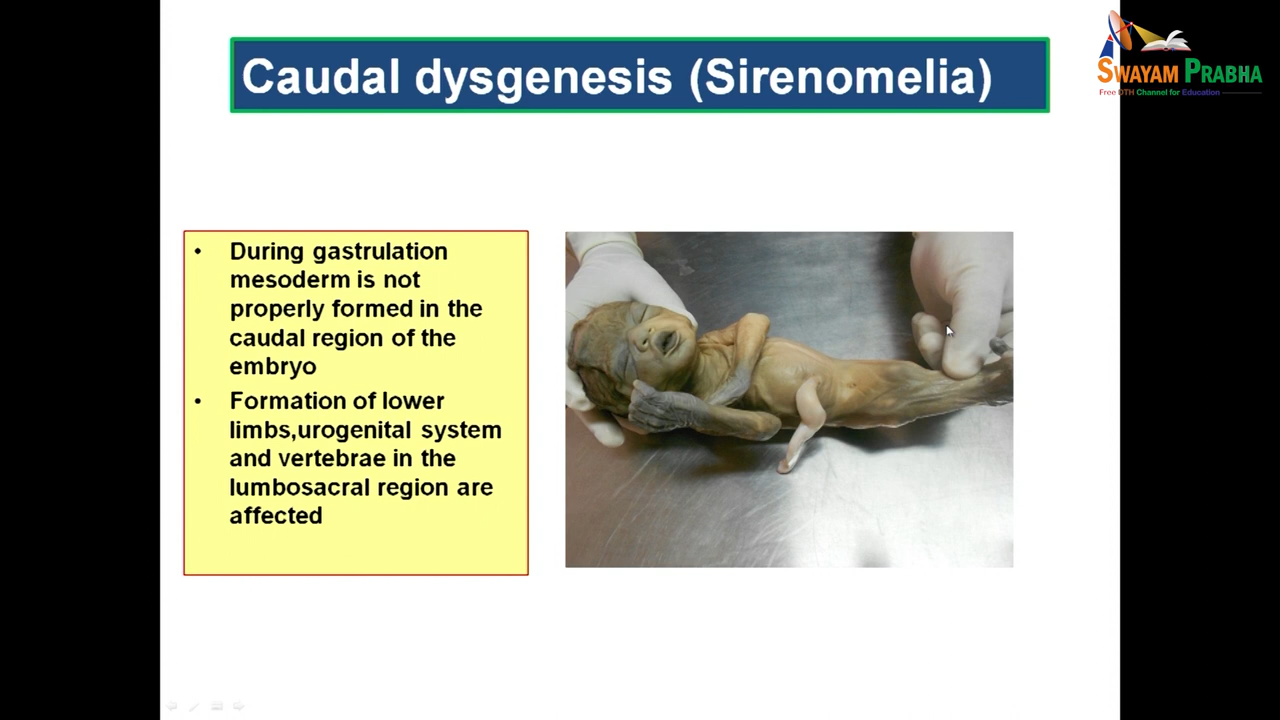 Caudal dysgenesis (Sirenomelia)
SWAYAM PRABHA
Free DTH Channel for Education
• During gastrulation
mesoderm is not
properly formed in the
caudal region of the
embryo
• Formation of lower
limbs,urogenital system
and vertebrae in the
lumbosacral region are
affected